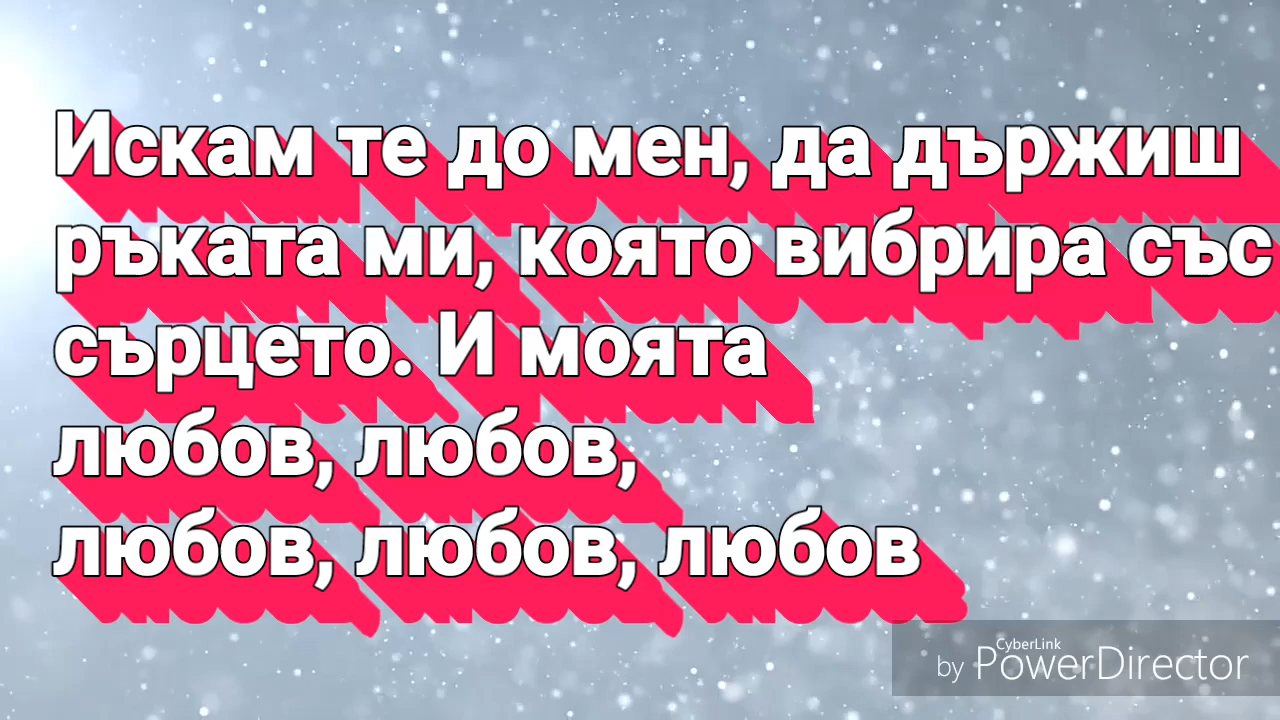 Искам те до мен, да държиш
ръката ми, която вибрира със
сърцето. И моята
любов, любов,
любов, любов, любов
CyberLink
by PowerDirector